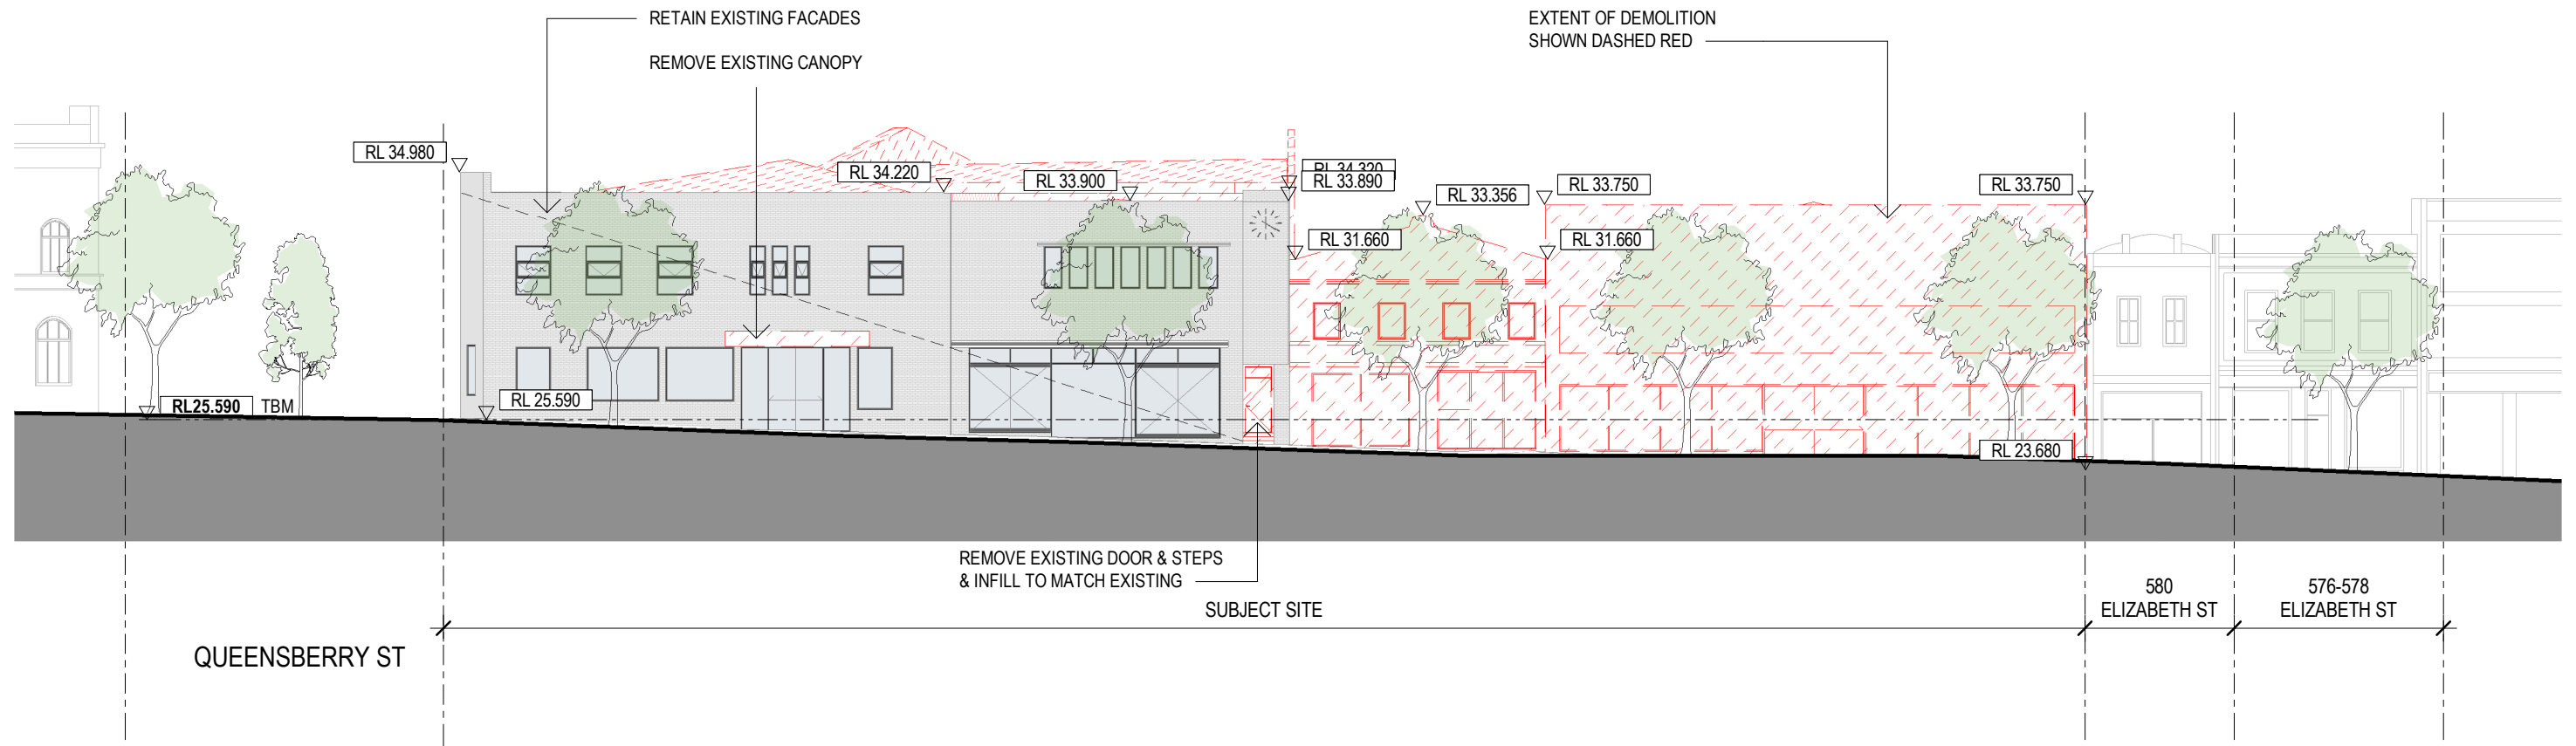 RETAIN EXISTING FACADES
REMOVE EXISTING CANOPY
EXTENT OF DEMOLITION
SHOWN DASHED RED
RL 34.980
RL 34.220
RL 33.900
RL 34.320
RL 33.890
RL 33.356
RL 33.750
RL 33.750
RL 31.660
RL 31.660
RL25.590 TBM
RL 25.590
RL 23.680
REMOVE EXISTING DOOR & STEPS
& INFILL TO MATCH EXISTING
SUBJECT SITE
580
ELIZABETH ST
576-578
ELIZABETH ST
QUEENSBERRY ST